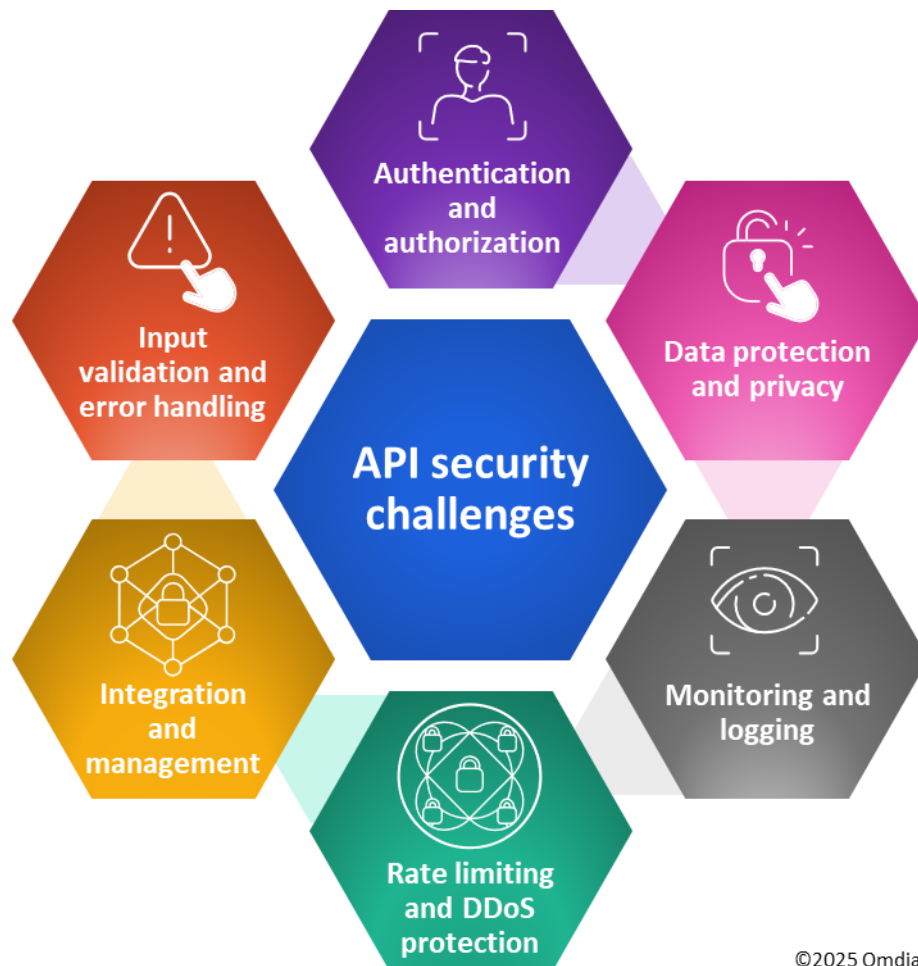 Authentication
and
authorization
Input
validation and
error handling
Data protection
and privacy
API security
challenges
Integration
and
management
Monitoring and
logging
Rate limiting
and DDoS
protection
©2025 Omdia